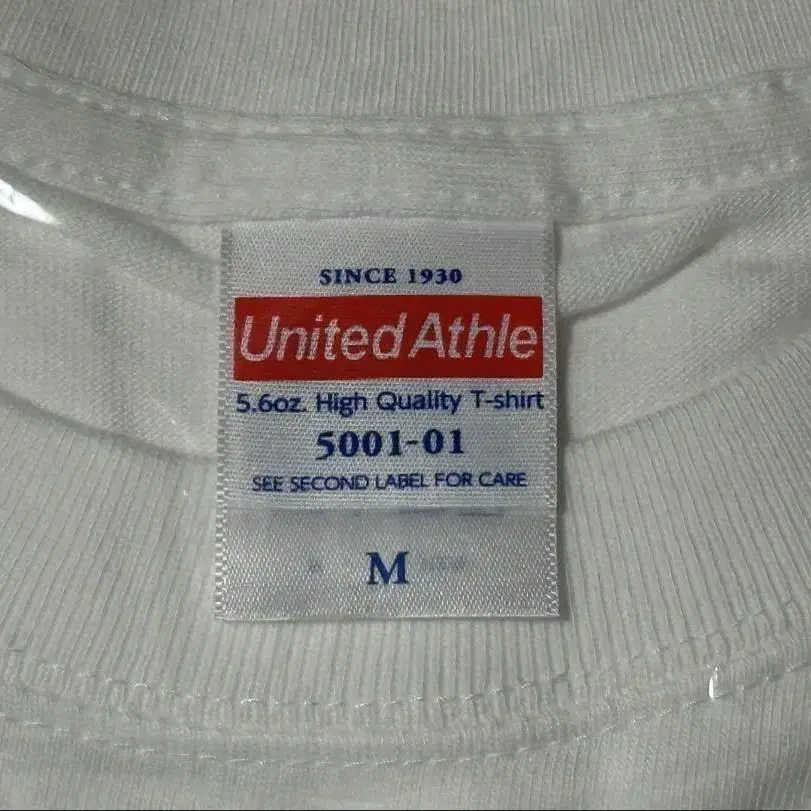 SINCE 1930
United Athle
5.6oz. High Quality T-shirt
5001-01
SEE SECOND LABEL FOR CARE
M